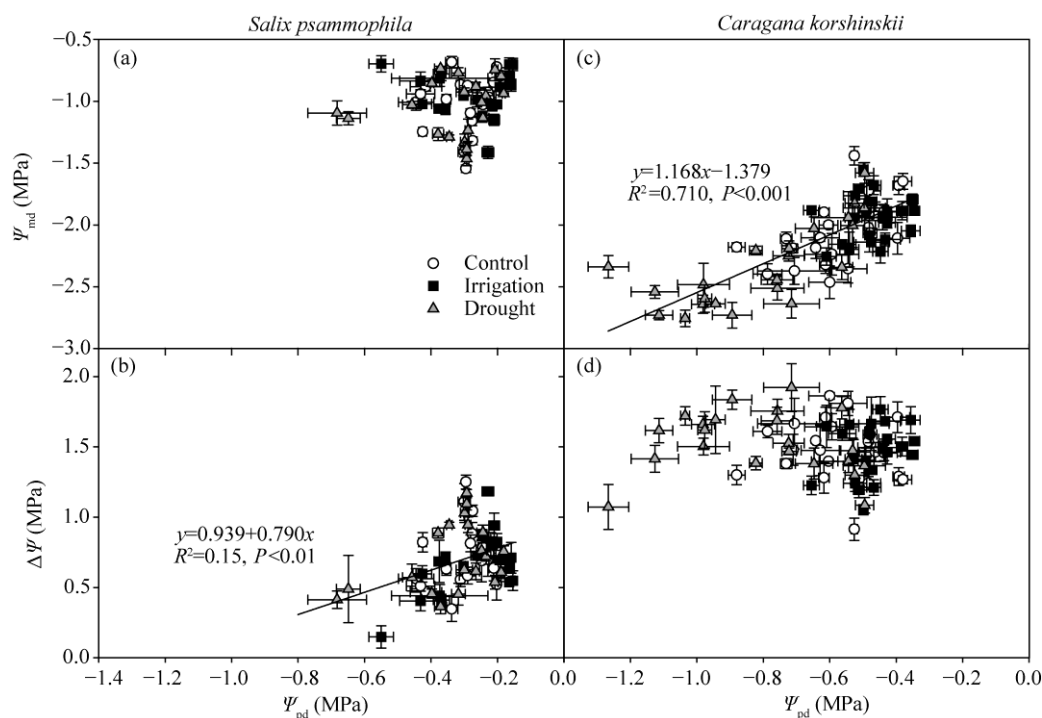 Salix psammophila
Caragana korshinskii
(a)
−0.5
−1.0
−1.5
−2.0
−2.5
−3.0
Ψmd (MPa)
Control
Irrigation
Drought
(c)
y=1.168x−1.379
R²=0.710, P<0.001
(b)
2.0
1.5
1.0
0.5
0.0
ΔΨ (MPa)
y=0.939+0.790x
R²=0.15, P<0.01
(d)
−1.4 −1.2 −1.0 −0.8 −0.6 −0.4 −0.2 0.0
−1.2 −1.0 −0.8 −0.6 −0.4 −0.2 0.0
Ψpd (MPa)
Ψpd (MPa)